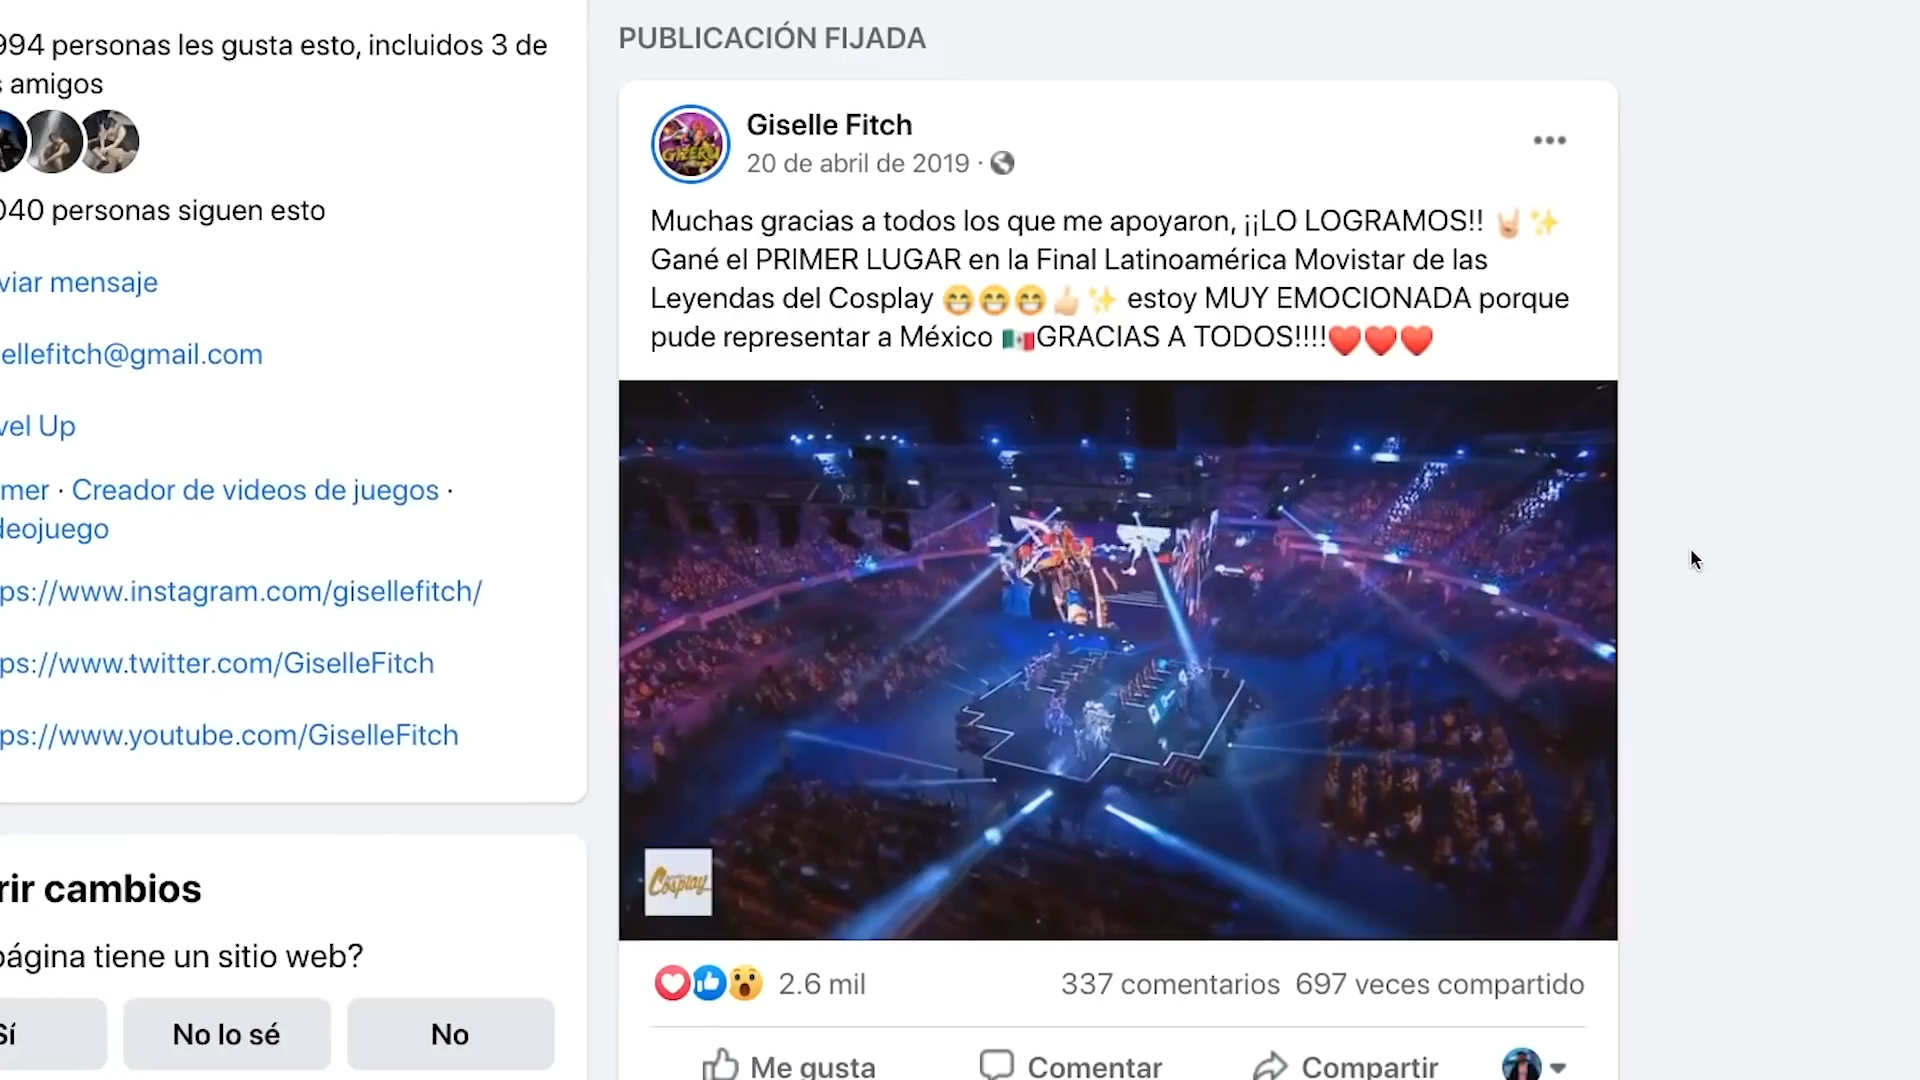 994 personas les gusta esto, incluidos 3 de
s amigos
040 personas siguen esto
viar mensaje
ellefitch@gmail.com
vel Up
mer · Creador de videos de juegos ·
deojuego
ps://www.instagram.com/gisellefitch/
ps://www.twitter.com/GiselleFitch
ps://www.youtube.com/GiselleFitch
rir cambios
página tiene un sitio web?
Sí
No lo sé
No
PUBLICACIÓN FIJADA
Giselle Fitch
20 de abril de 2019 ·
Muchas gracias a todos los que me apoyaron, ¡¡LO LOGRAMOS!! 🤘🏻✨
Gané el PRIMER LUGAR en la Final Latinoamérica Movistar de las
Leyendas del Cosplay 😁😁😁👍🏻✨ estoy MUY EMOCIONADA porque
pude representar a México 🇲🇽GRACIAS A TODOS!!!!❤️❤️❤️
Cosplay
2.6 mil
337 comentarios 697 veces compartido
Me gusta
Comentar
Compartir